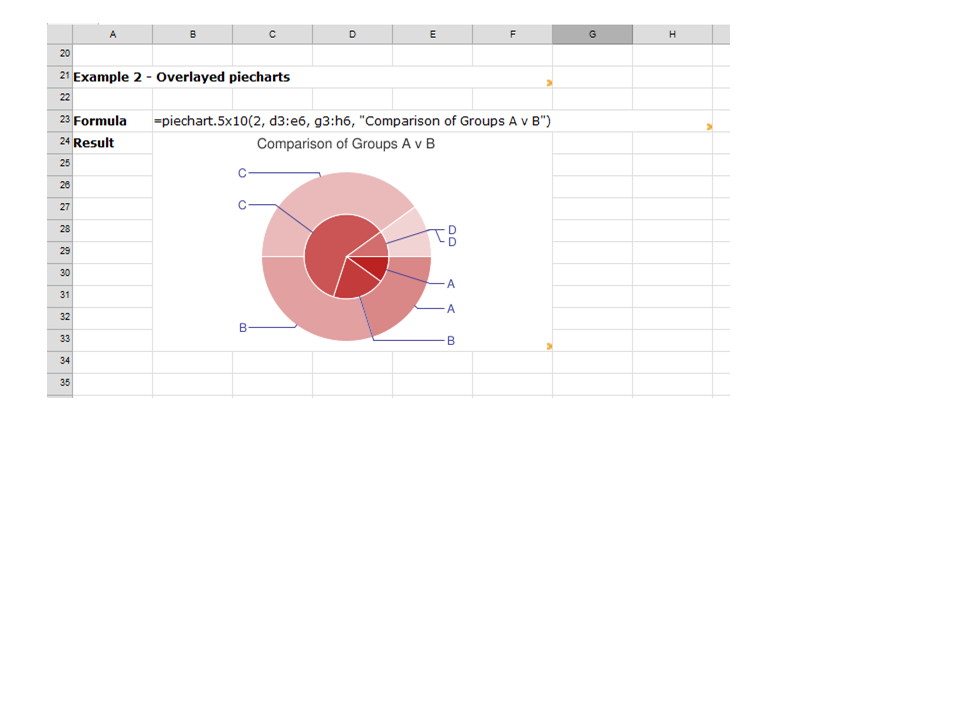 A B C D E F G H
20
21 Example 2 - Overlayed piecharts
22
23 Formula =piechart.5x10(2, d3:e6, g3:h6, "Comparison of Groups A v B")
24 Result Comparison of Groups A v B
25 C
26
27 C
28 D
29 D
30 A
31 A
32
33 B B
34
35